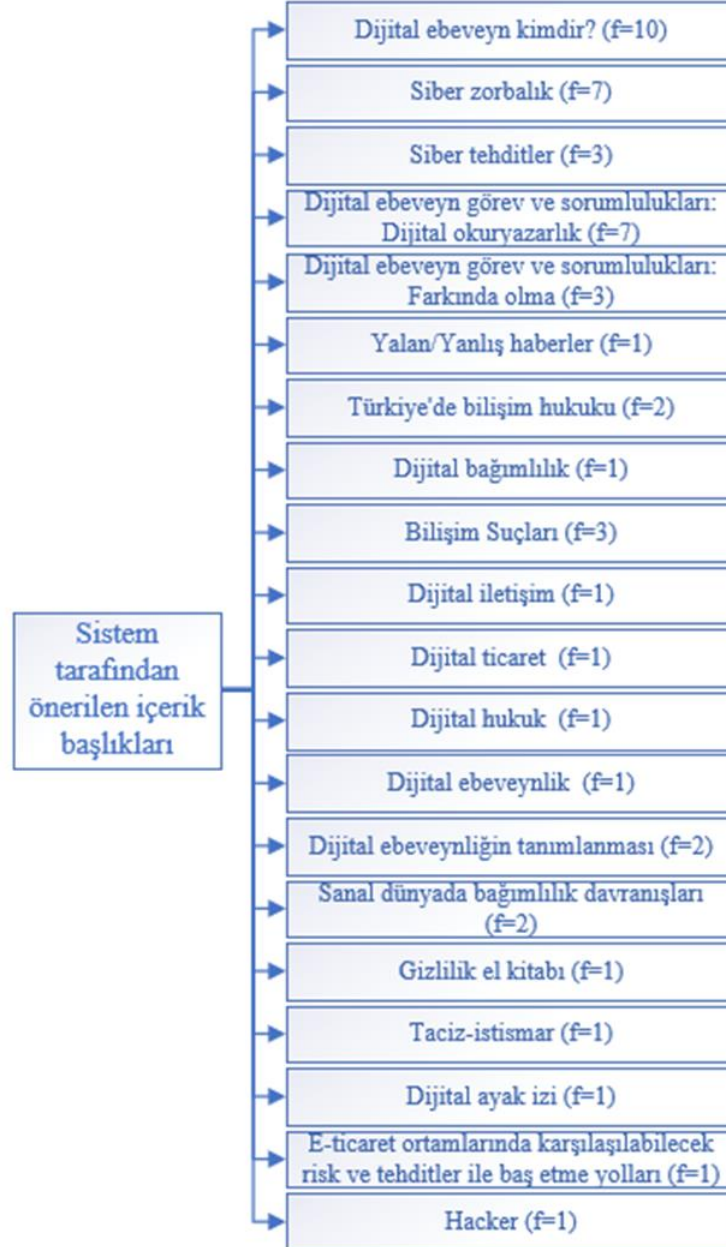 Dijital ebeveyn kimdir? (f=10)
Siber zorbalık (f=7)
Siber tehditler (f=3)
Dijital ebeveyn görev ve sorumlulukları:
Dijital okuryazarlık (f=7)
Dijital ebeveyn görev ve sorumlulukları:
Farkında olma (f=3)
Yalan/Yanlış haberler (f=1)
Türkiye'de bilişim hukuku (f=2)
Dijital bağımlılık (f=1)
Bilişim Suçları (f=3)
Dijital iletişim (f=1)
Sistem
tarafından
önerilen içerik
başlıkları
Dijital ticaret (f=1)
Dijital hukuk (f=1)
Dijital ebeveynlik (f=1)
Dijital ebeveynliğin tanımlanması (f=2)
Sanal dünyada bağımlılık davranışları
(f=2)
Gizlilik el kitabı (f=1)
Taciz-istismar (f=1)
Dijital ayak izi (f=1)
E-ticaret ortamlarında karşılaşılabilecek
risk ve tehditler ile baş etme yolları (f=1)
Hacker (f=1)